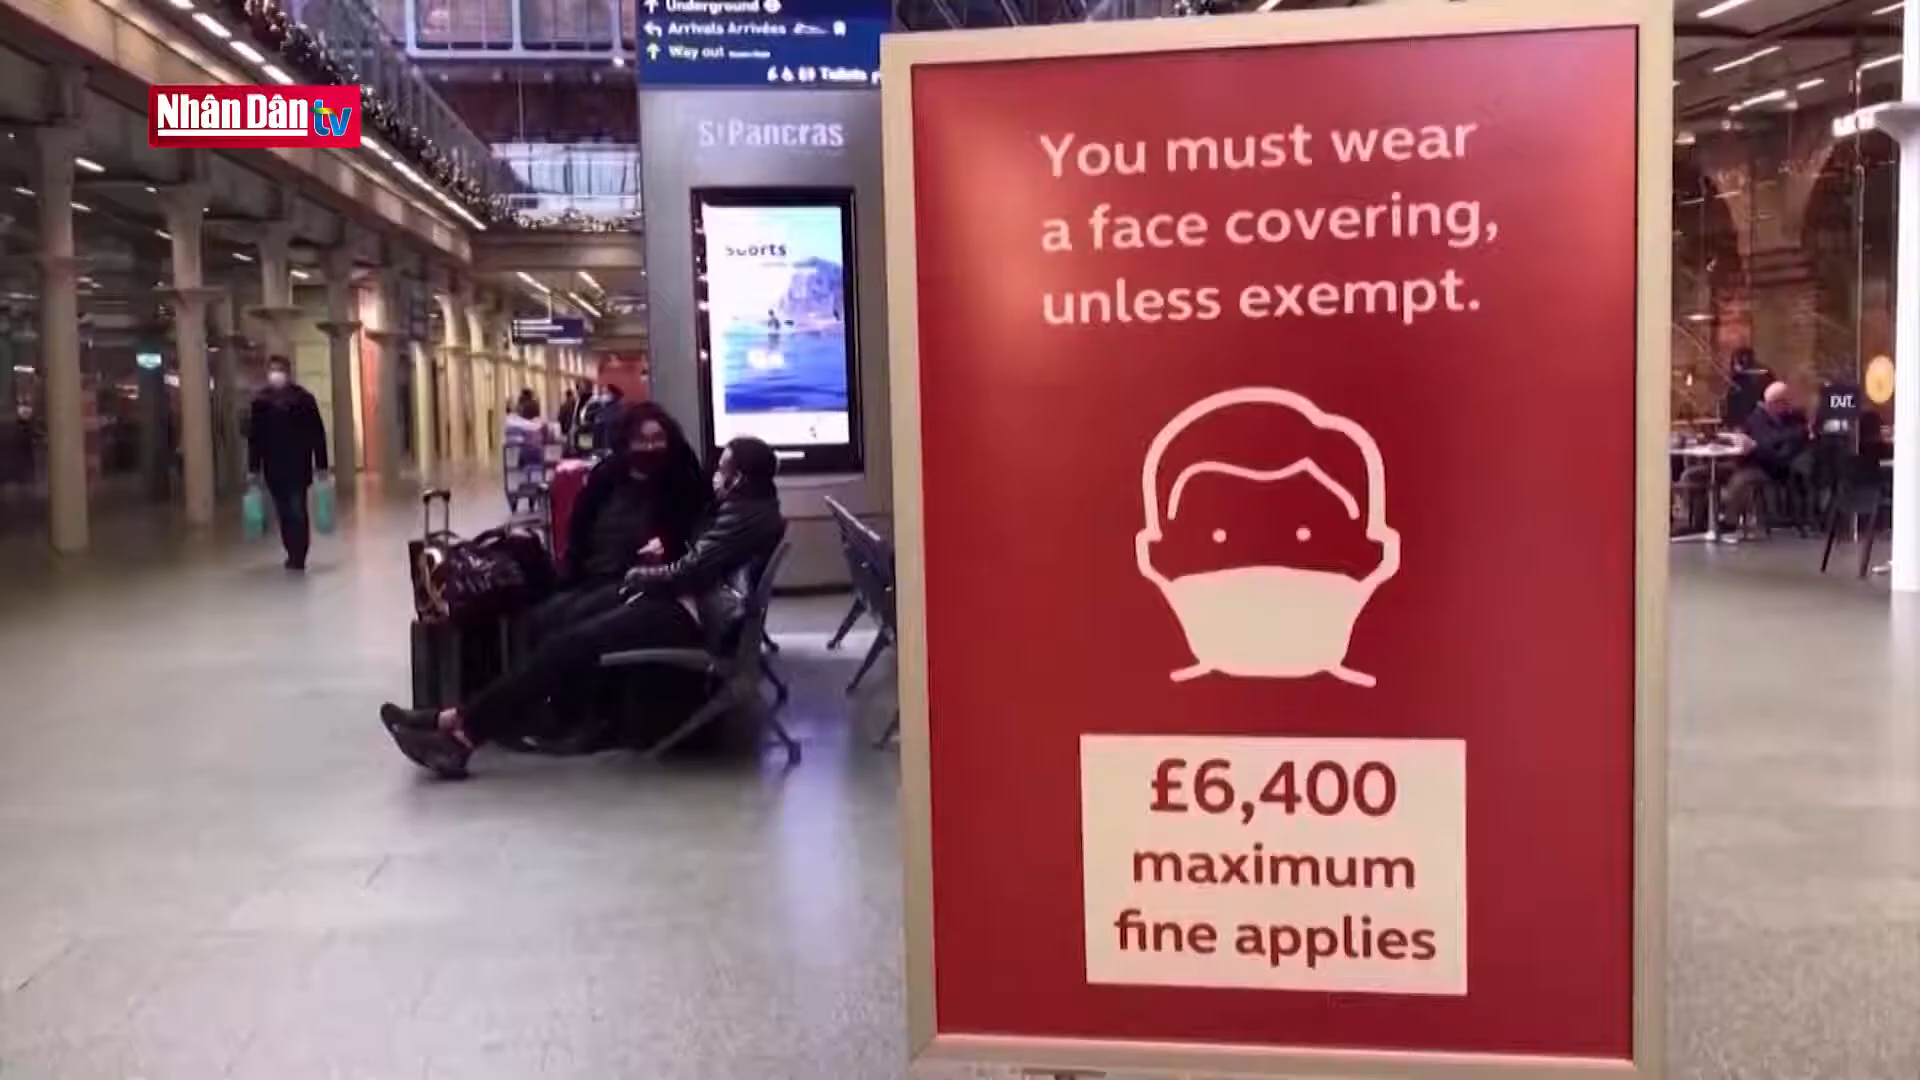 Underground
Arrivals Arrivées
Way out
Tickets
Nhân Dân tv
St Pancras
You must wear
a face covering,
unless exempt.
£6,400
maximum
fine applies